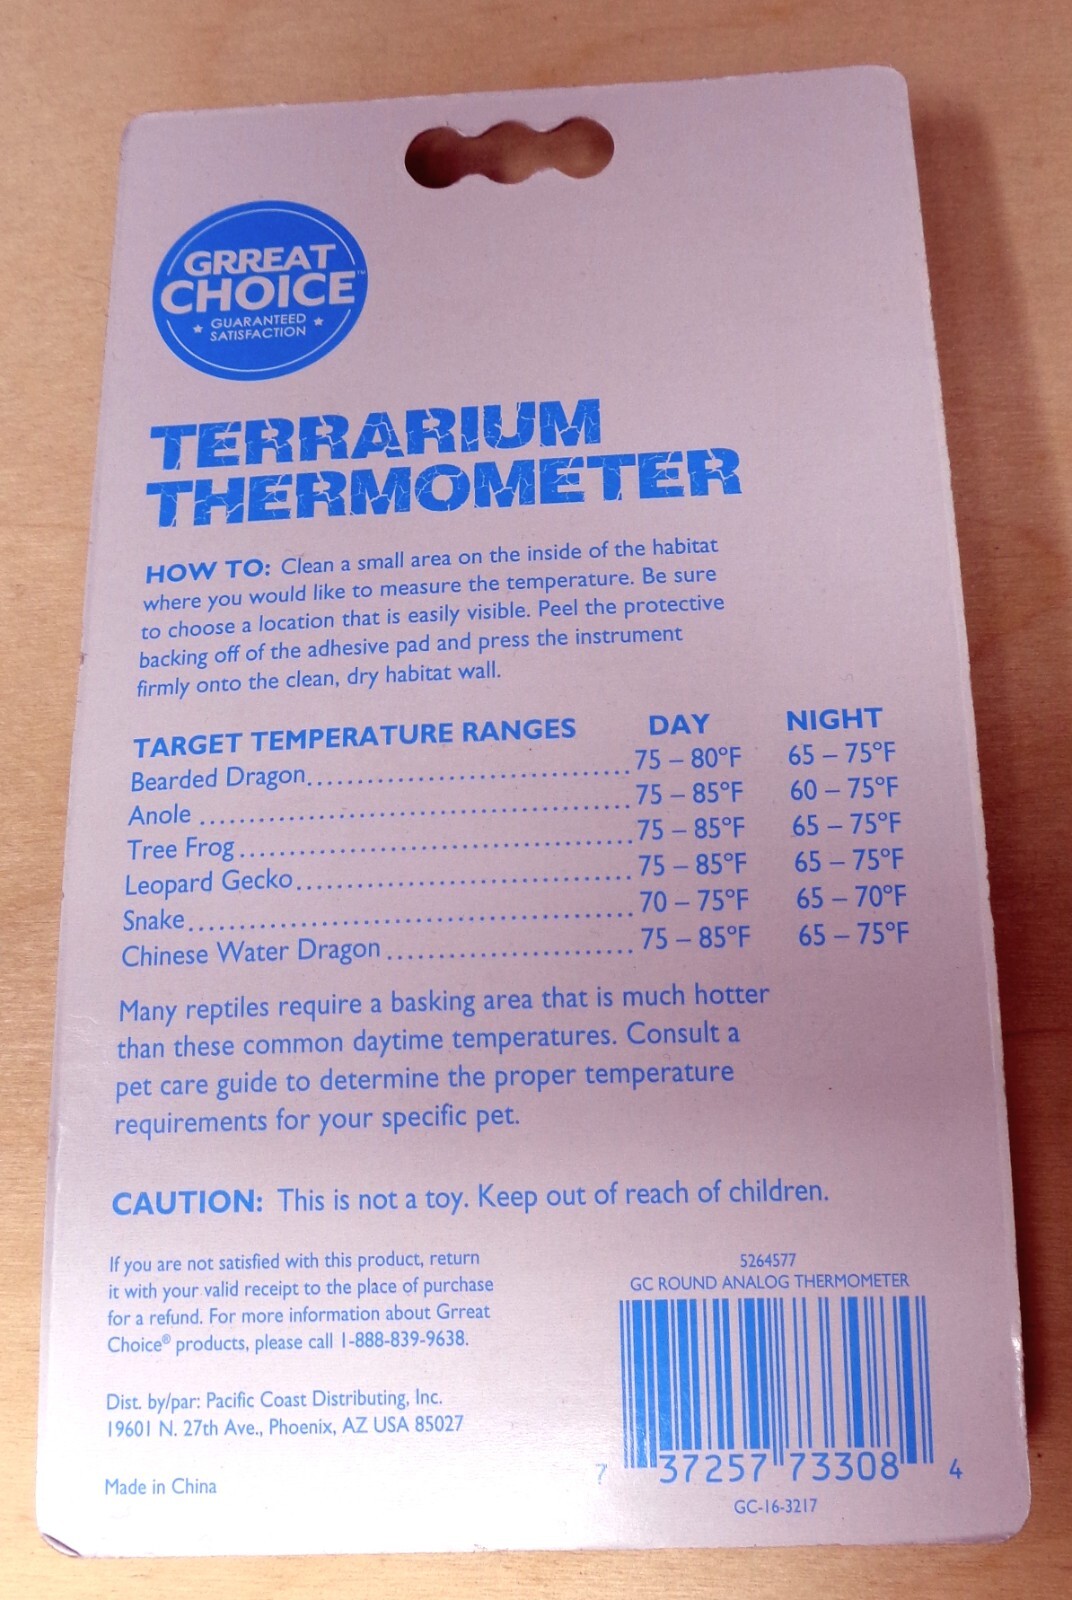 GRREAT
CHOICE™
GUARANTEED
SATISFACTION
TERRARIUM
THERMOMETER
HOW TO: Clean a small area on the inside of the habitat
where you would like to measure the temperature. Be sure
to choose a location that is easily visible. Peel the protective
backing off of the adhesive pad and press the instrument
firmly onto the clean, dry habitat wall.
TARGET TEMPERATURE RANGES DAY NIGHT
Bearded Dragon................................75 – 80°F 65 – 75°F
Anole ............................................75 – 85°F 60 – 75°F
Tree Frog........................................75 – 85°F 65 – 75°F
Leopard Gecko..................................75 – 85°F 65 – 75°F
Snake.............................................70 – 75°F 65 – 70°F
Chinese Water Dragon .........................75 – 85°F 65 – 75°F
Many reptiles require a basking area that is much hotter
than these common daytime temperatures. Consult a
pet care guide to determine the proper temperature
requirements for your specific pet.
CAUTION: This is not a toy. Keep out of reach of children.
If you are not satisfied with this product, return
it with your valid receipt to the place of purchase
for a refund. For more information about Grreat
Choice® products, please call 1-888-839-9638.
Dist. by/par: Pacific Coast Distributing, Inc.
19601 N. 27th Ave., Phoenix, AZ USA 85027
Made in China
5264577
GC ROUND ANALOG THERMOMETER
7 37257 73308 4
GC-16-3217